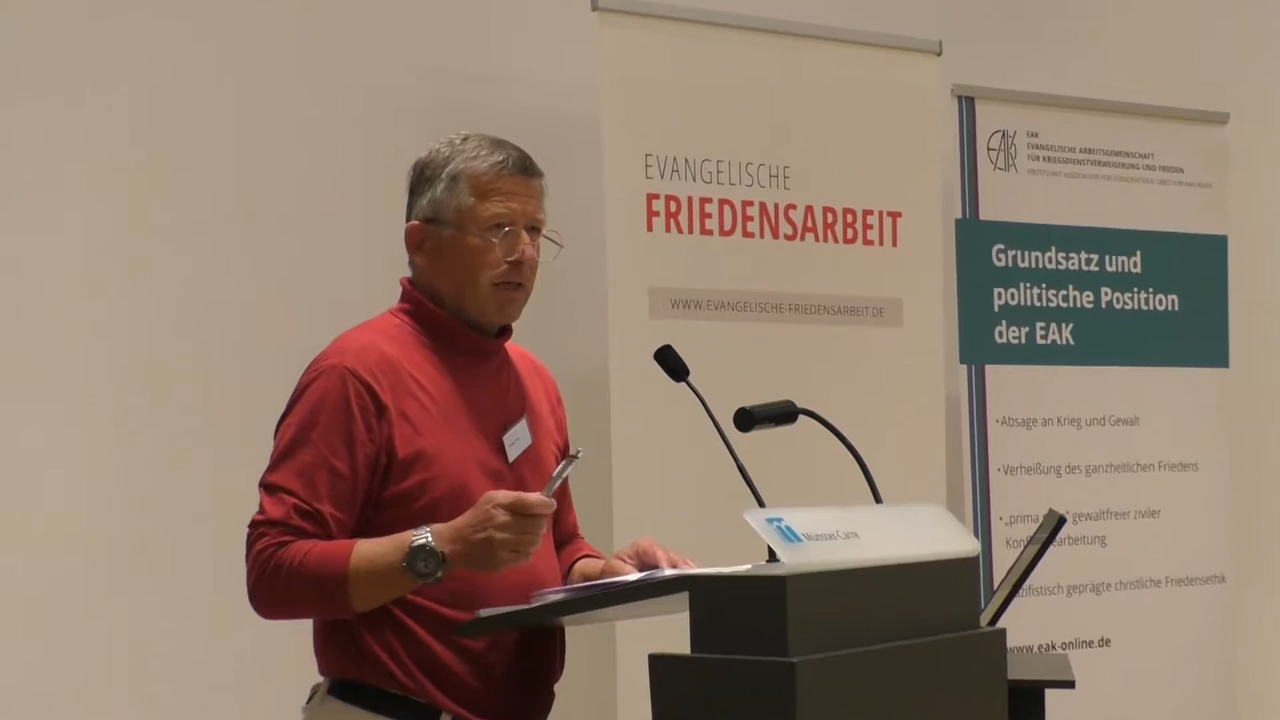 EVANGELISCHE
FRIEDENSARBEIT
WWW.EVANGELISCHE-FRIEDENSARBEIT.DE
EAK
EAK
EVANGELISCHE ARBEITSGEMEINSCHAFT
FÜR KRIEGSDIENSTVERWEIGERUNG UND FRIEDEN
Grundsatz und
politische Position
der EAK
• Absage an Krieg und Gewalt
• Verheißung des ganzheitlichen Friedens
• „prima gewaltfreier ziviler
• geprägte christliche Friedensethik
www.eak-online.de
MünsterCarré